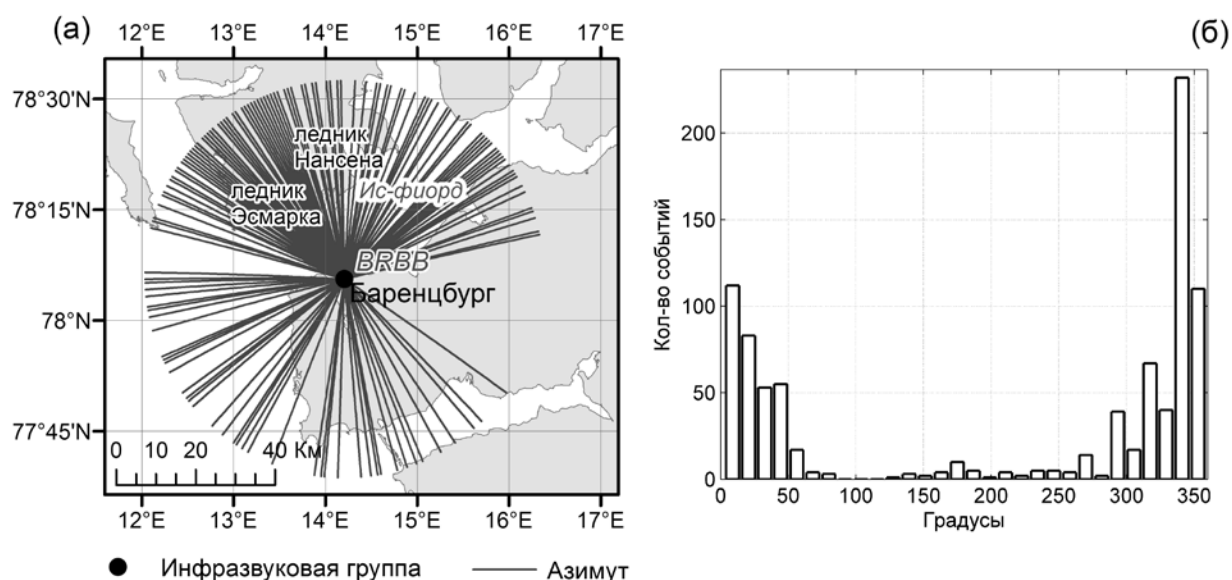 (а)
12°E 13°E 14°E 15°E 16°E 17°E
78°30'N
78°15'N
78°N
77°45'N
ледник
Нансена
ледник
Эсмарка
Ис-фиорд
BRBB
Баренцбург
0 10 20 40 Км
12°E 13°E 14°E 15°E 16°E 17°E
Инфразвуковая группа Азимут
(б)
Кол-во событий
200
150
100
50
0
0 50 100 150 200 250 300 350
Градусы